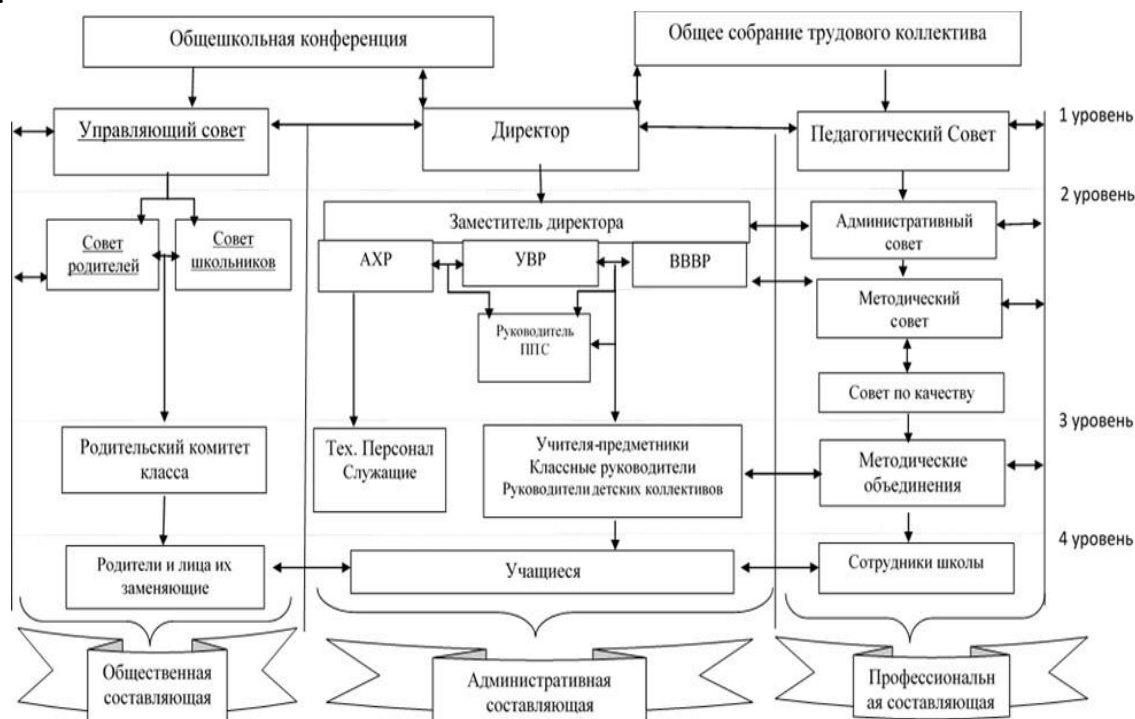 Общешкольная конференция
Общее собрание трудового коллектива
Управляющий совет
Директор
Педагогический Совет
1 уровень
2 уровень
Совет
родителей
Совет
школьников
Заместитель директора
АХР
УВР
ВВВР
Административный
совет
Руководитель
ППС
Методический
совет
Совет по качеству
3 уровень
Родительский комитет
класса
Тех. Персонал
Служащие
Учителя-предметники
Классные руководители
Руководители детских коллективов
Методические
объединения
4 уровень
Родители и лица их
заменяющие
Учащиеся
Сотрудники школы
Общественная
составляющая
Административная
составляющая
Профессиональн
ая составляющая